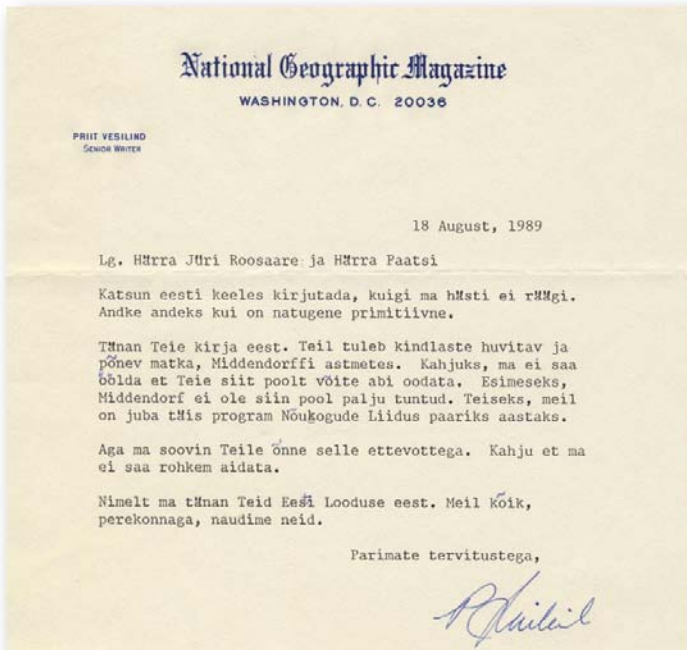 National Geographic Magazine
WASHINGTON, D. C. 20036
PRIIT VESILIND
SENIOR WRITER
18 August, 1989
Lg. Härra Jüri Roosaare ja Härra Paatsi
Katsun eesti keeles kirjutada, kuigi ma hästi ei räägi.
Andke andeks kui on natugene primitiivne.
Tänan Teie kirja eest. Teil tuleb kindlaste huvitav ja
põnev matka, Middendorffi astmetes. Kahjuks, ma ei saa
öölda et Teie siit poolt võite abi oodata. Esimeseks,
Middendorf ei ole siin pool palju tuntud. Teiseks, meil
on juba täis program Nõukogude Liidus paariks aastaks.
Aga ma soovin Teile õnne selle ettevottega. Kahju et ma
ei saa rohkem aidata.
Nimelt ma tänan Teid Eesti Looduse eest. Meil kõik,
perekonnaga, naudime neid.
Parimate tervitustega,